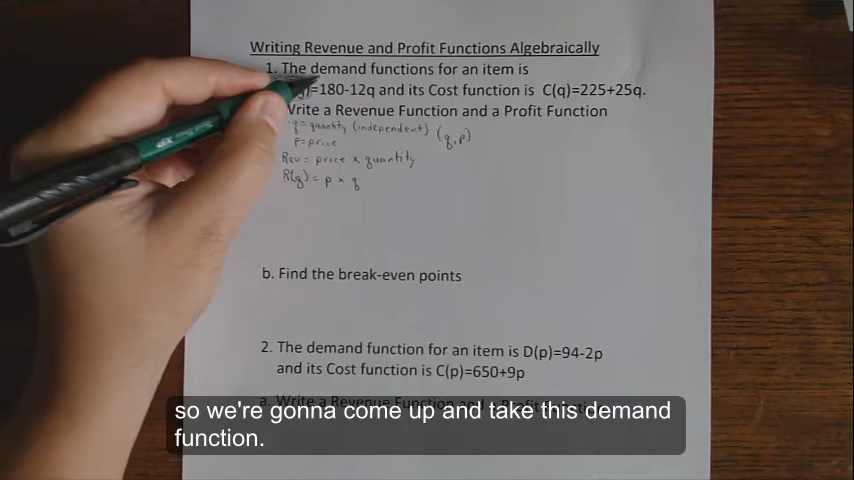 Writing Revenue and Profit Functions Algebraically
1. The demand functions for an item is
=180-12q and its Cost function is C(q)=225+25q.
Write a Revenue Function and a Profit Function
q= quantity (independent) (q,p)
p= price
Rev = price x quantity
R(q) = p x q
b. Find the break-even points
2. The demand function for an item is D(p)=94-2p
and its Cost function is C(p)=650+9p
a. Write a Revenue Function
so we're gonna come up and take this demand
function.